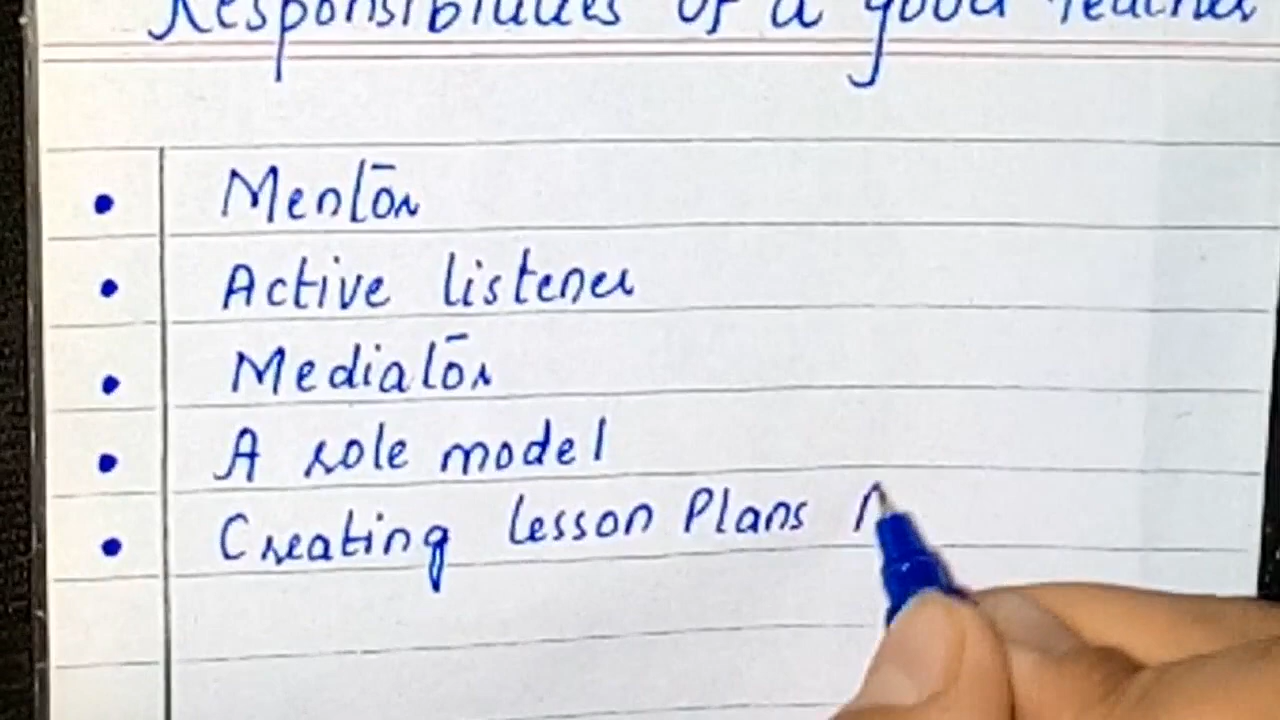 Responsibilities of a good Teacher
• Mentor
• Active listener
• Mediator
• A role model
• Creating lesson Plans